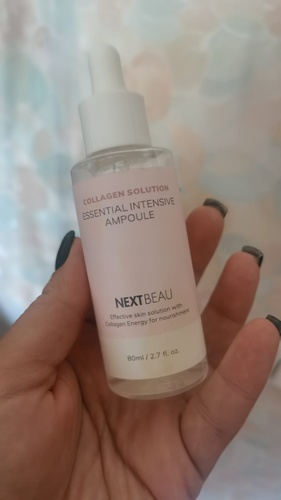 COLLAGEN SOLUTION
ESSENTIAL INTENSIVE
AMPOULE
NEXTBEAU
Effective skin solution with
Collagen Energy for nourishment
80ml / 2.7 fl. oz.